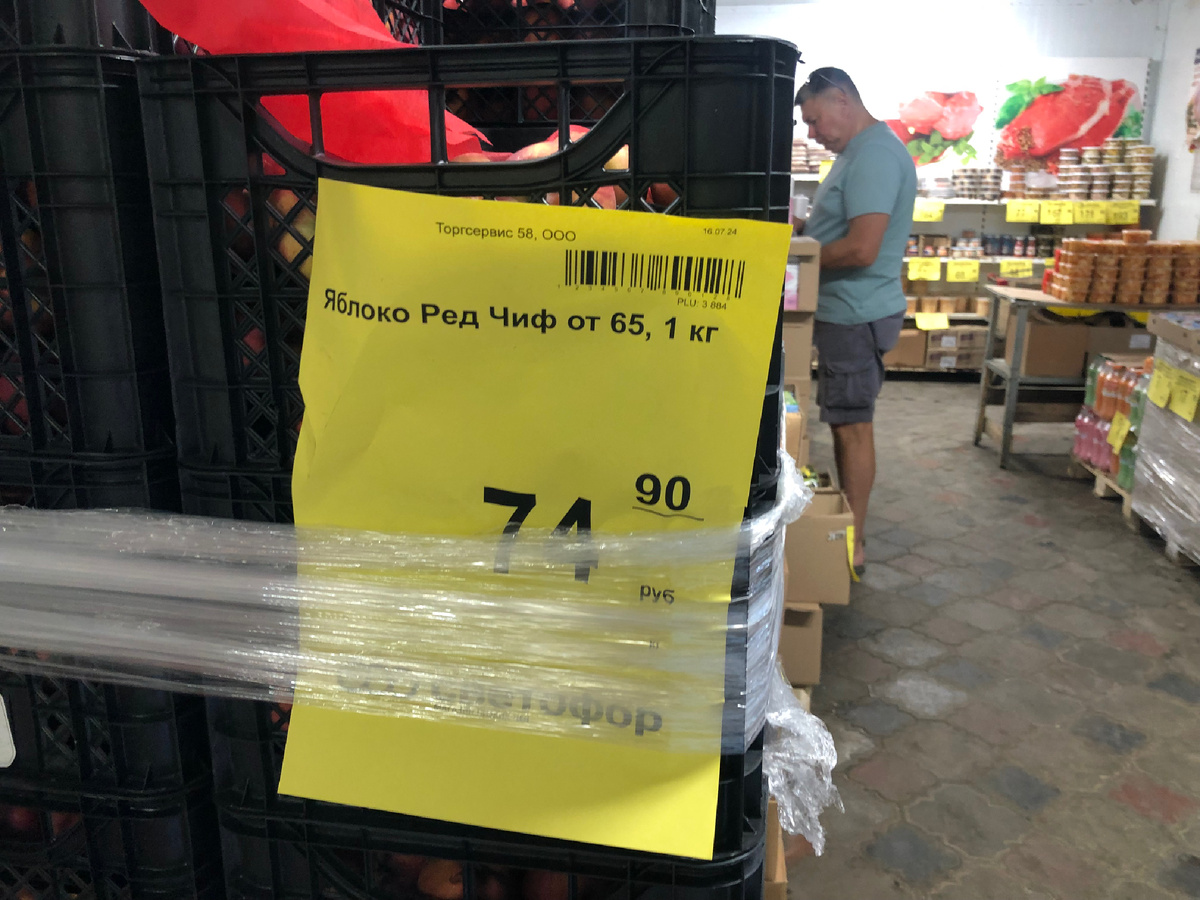 Торгсервис 58, ООО
16.07.24
PLU: 3 884
Яблоко Ред Чиф от 65, 1 кг
74
90
руб
Светофор